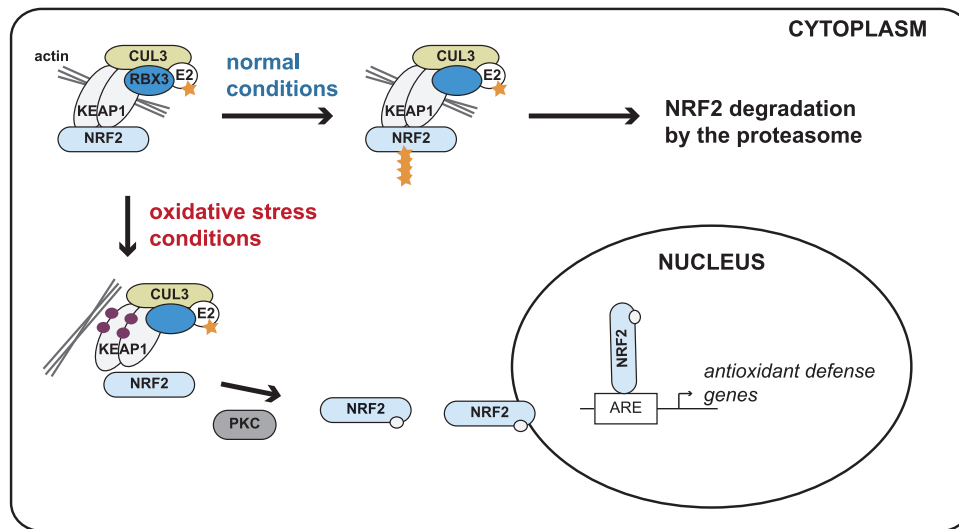 CYTOPLASM
actin
CUL3
RBX3
E2
KEAP1
NRF2
normal
conditions
CUL3
E2
KEAP1
NRF2
NRF2 degradation
by the proteasome
oxidative stress
conditions
CUL3
E2
KEAP1
NRF2
PKC
NRF2
NRF2
NUCLEUS
NRF2
ARE
antioxidant defense
genes